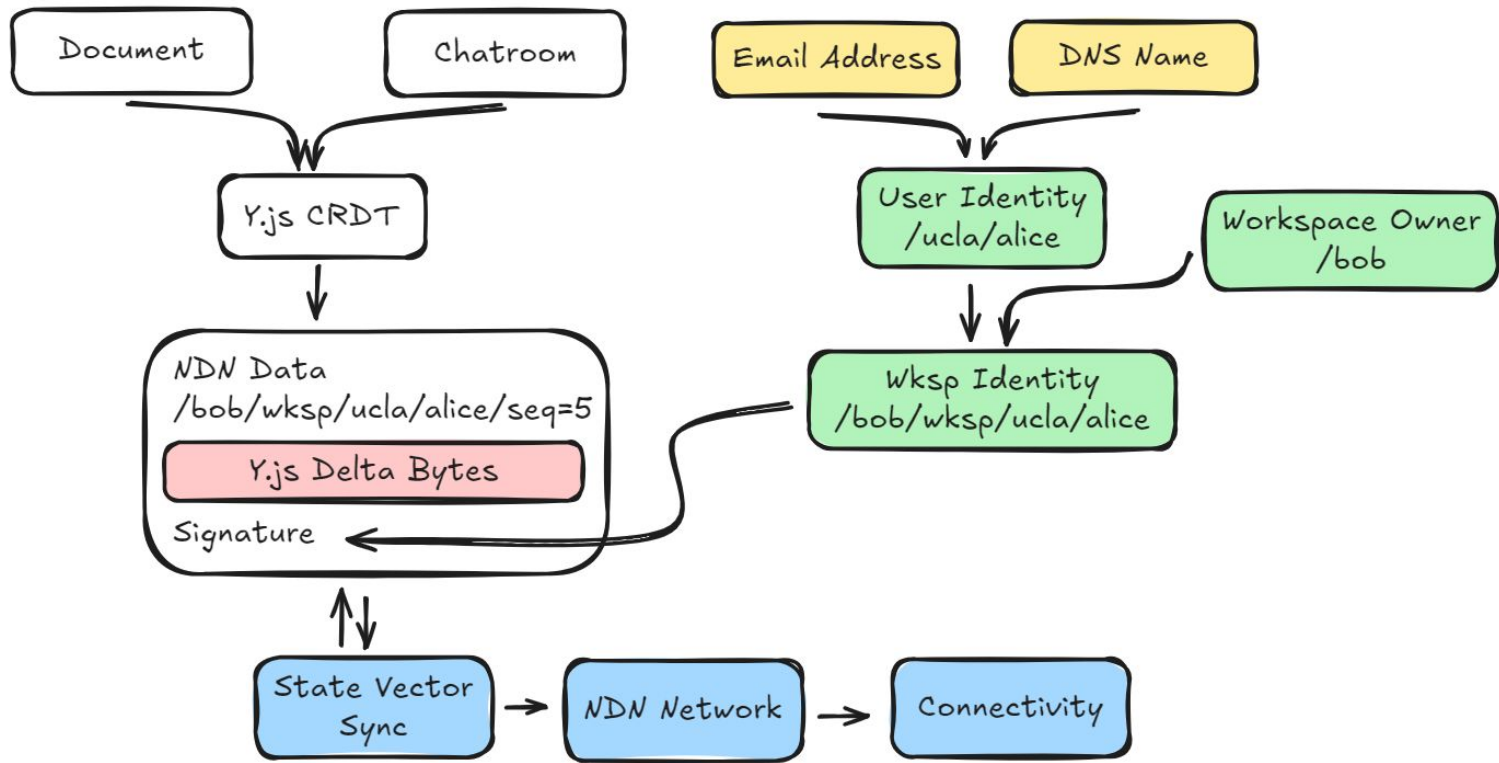 Document
Chatroom
Email Address
DNS Name
Y.js CRDT
User Identity
/ucla/alice
Workspace Owner
/bob
NDN Data
/bob/wksp/ucla/alice/seq=5
Y.js Delta Bytes
Signature
Wksp Identity
/bob/wksp/ucla/alice
State Vector
Sync
NDN Network
Connectivity